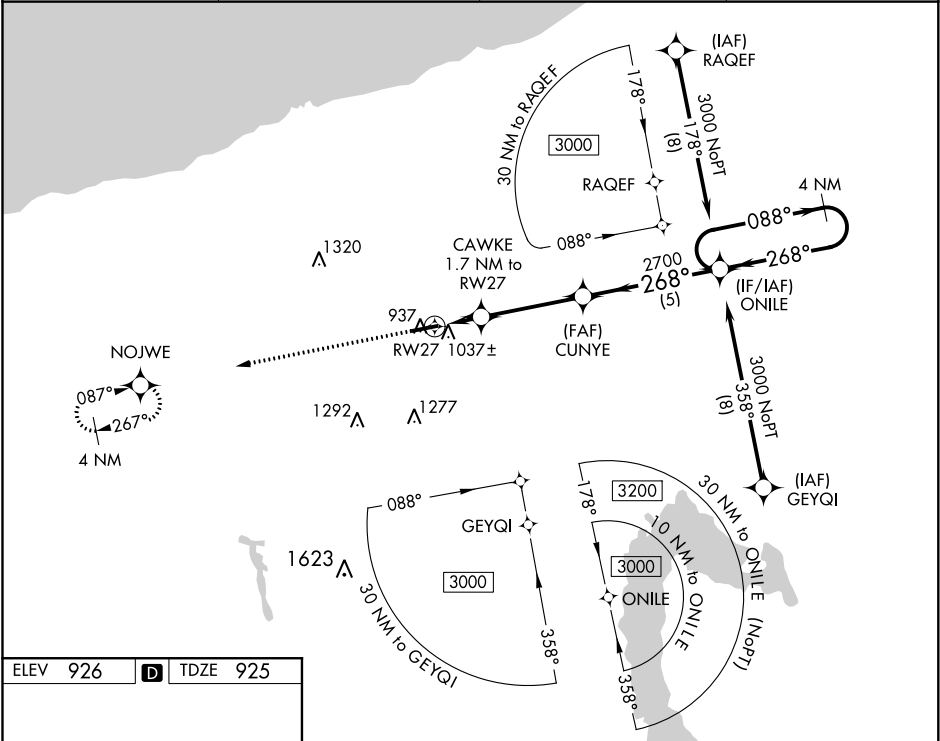 (IAF)
RAQEF
30 NM to RAQEF
178°
3000
RAQEF
088°
3000 NoPT
178°
(8)
4 NM
088°
268°
1320
CAWKE
1.7 NM to
RW27
2700
268°
(5)
(IF/IAF)
ONILE
937
RW27
1037±
(FAF)
CUNYE
NOJWE
087°
267°
4 NM
1292
1277
3000 NoPT
358°
(8)
(IAF)
GEYQI
088°
GEYQI
3000
358°
30 NM to GEYQI
1623
178°
3200
30 NM to ONILE (NoPT)
10 NM to ONILE
3000
ONILE
358°
ELEV 926 D TDZE 925